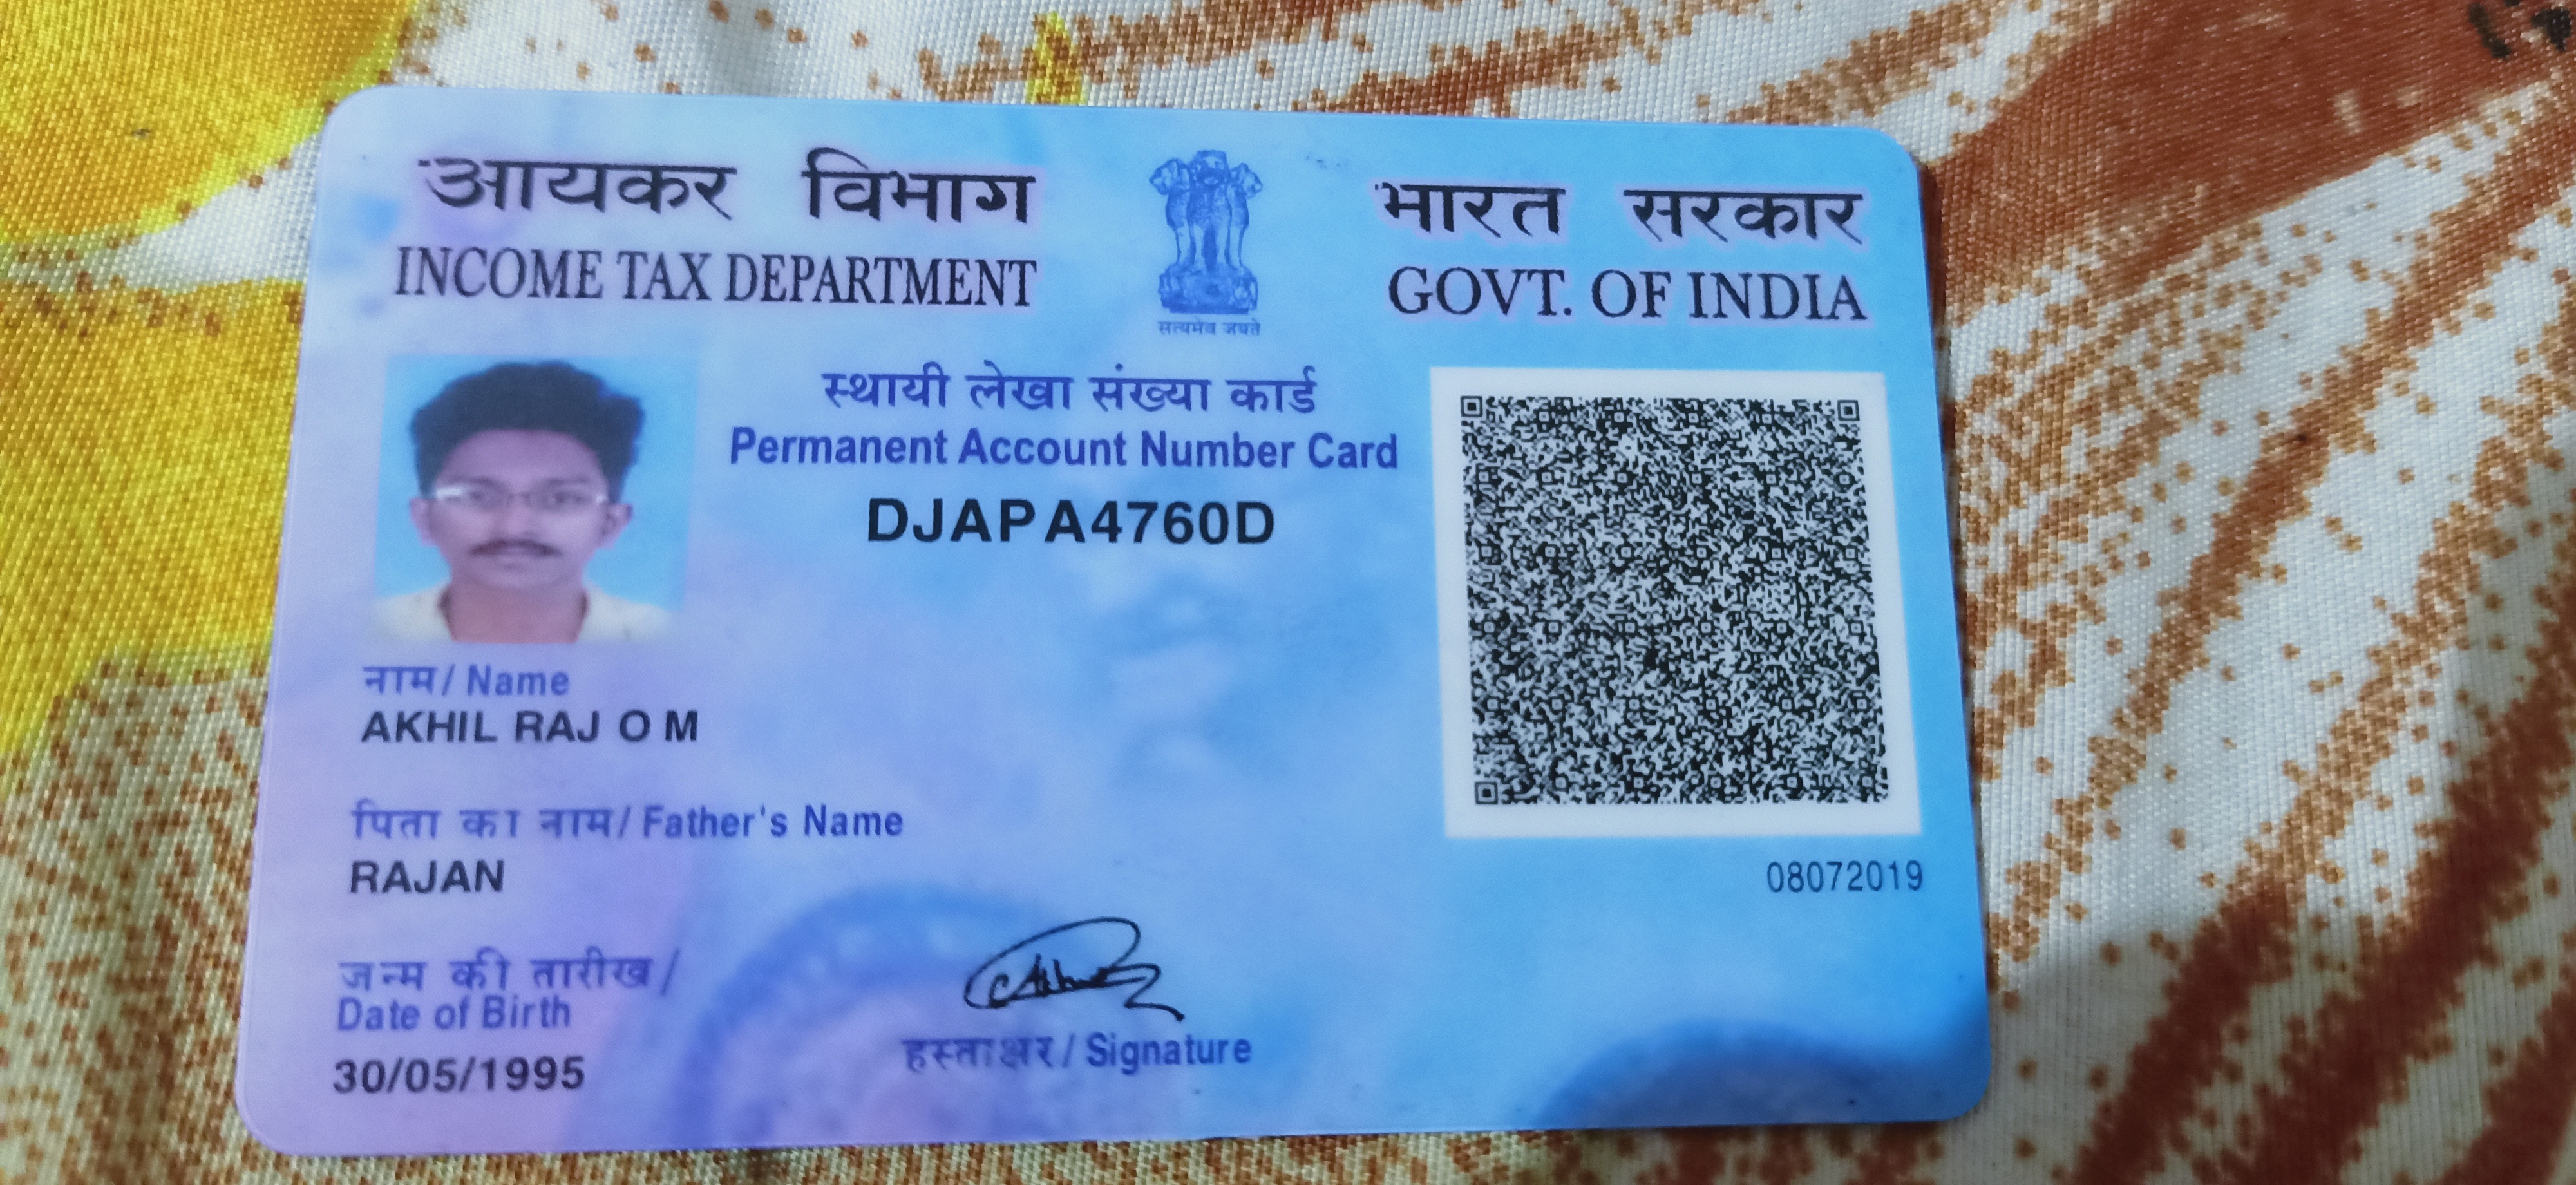 आयकर विभाग
INCOME TAX DEPARTMENT
सत्यमेव जयते
भारत सरकार
GOVT. OF INDIA
स्थायी लेखा संख्या कार्ड
Permanent Account Number Card
DJAPA4760D
नाम / Name
AKHIL RAJ O M
पिता का नाम / Father's Name
RAJAN
08072019
जन्म की तारीख /
Date of Birth
30/05/1995
हस्ताक्षर / Signature